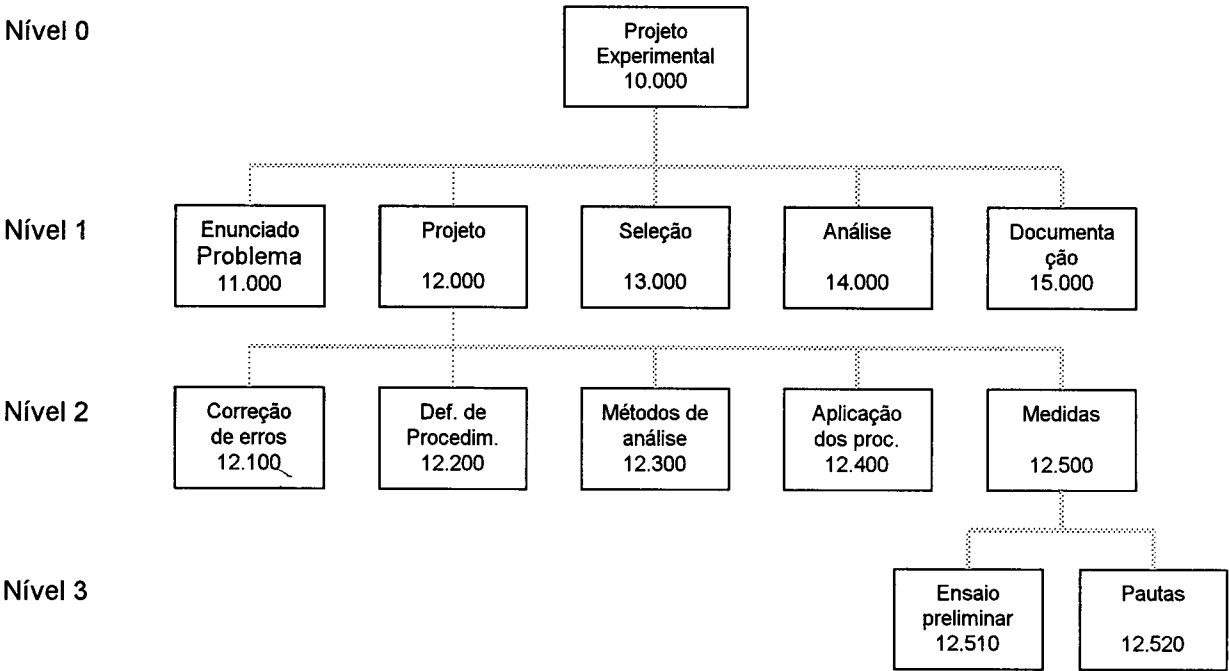 Nível 0
Projeto
Experimental
10.000
Nível 1
Enunciado
Problema
11.000
Projeto
12.000
Seleção
13.000
Análise
14.000
Documenta
ção
15.000
Nível 2
Correção
de erros
12.100
Def. de
Procedim.
12.200
Métodos de
análise
12.300
Aplicação
dos proc.
12.400
Medidas
12.500
Nível 3
Ensaio
preliminar
12.510
Pautas
12.520